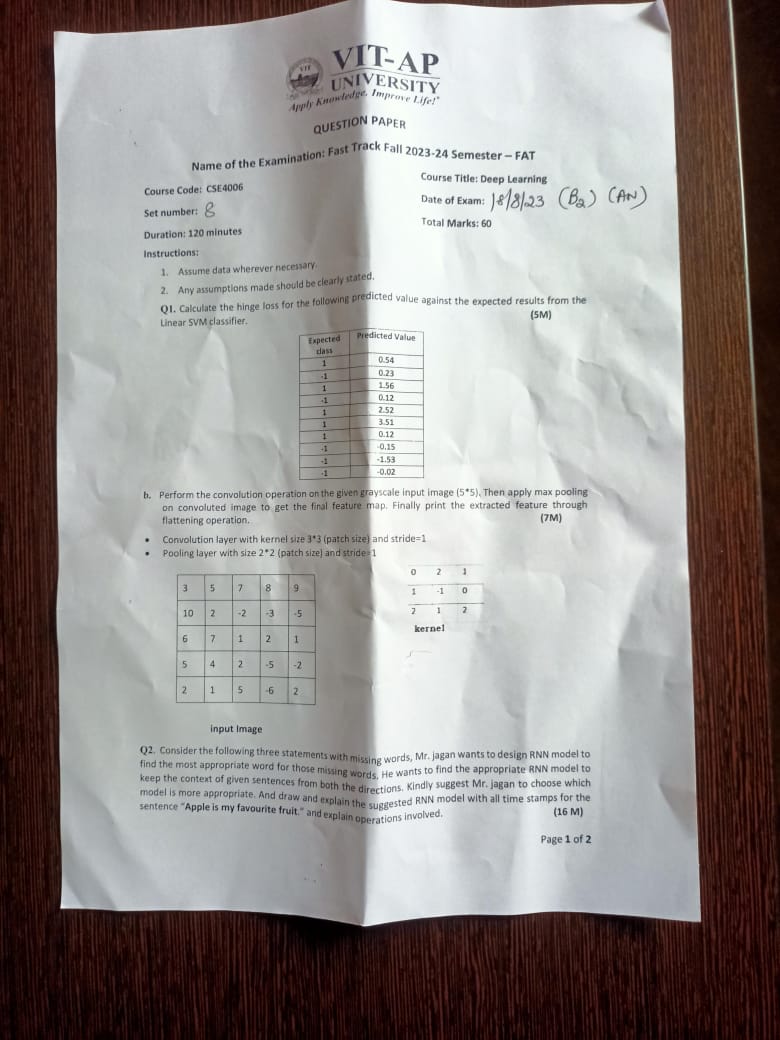 VIT
VIT-AP
UNIVERSITY
Apply Knowledge. Improve Life!"
QUESTION PAPER
Name of the Examination: Fast Track Fall 2023-24 Semester – FAT
Course Code: CSE4006
Course Title: Deep Learning
Set number: 8
Date of Exam: 18/8/23 (B2) (AN)
Duration: 120 minutes
Total Marks: 60
Instructions:
1. Assume data wherever necessary.
2. Any assumptions made should be clearly stated.
Q1. Calculate the hinge loss for the following predicted value against the expected results from the
Linear SVM classifier. (5M)
Expected class Predicted Value
1 0.54
-1 0.23
1 1.56
-1 0.12
1 2.52
1 3.51
1 0.12
-1 -0.15
-1 -1.53
-1 -0.02
b. Perform the convolution operation on the given grayscale input image (5*5). Then apply max pooling
on convoluted image to get the final feature map. Finally print the extracted feature through
flattening operation. (7M)
• Convolution layer with kernel size 3*3 (patch size) and stride=1
• Pooling layer with size 2*2 (patch size) and stride=1
3 5 7 8 9
10 2 -2 -3 -5
6 7 1 2 1
5 4 2 -5 -2
2 1 5 -6 2
input Image
0 2 1
1 -1 0
2 1 2
kernel
Q2. Consider the following three statements with missing words, Mr. jagan wants to design RNN model to
find the most appropriate word for those missing words. He wants to find the appropriate RNN model to
keep the context of given sentences from both the directions. Kindly suggest Mr. jagan to choose which
model is more appropriate. And draw and explain the suggested RNN model with all time stamps for the
sentence "Apple is my favourite fruit." and explain operations involved. (16 M)
Page 1 of 2